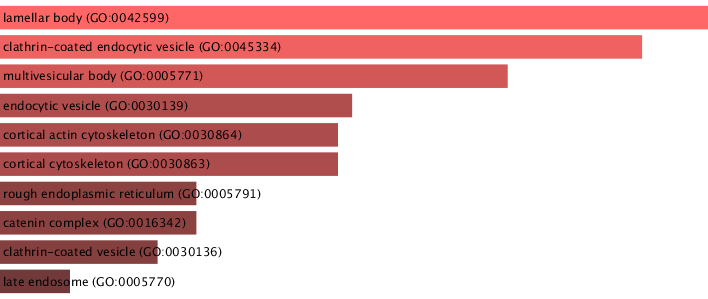 lamellar body (GO:0042599)
clathrin-coated endocytic vesicle (GO:0045334)
multivesicular body (GO:0005771)
endocytic vesicle (GO:0030139)
cortical actin cytoskeleton (GO:0030864)
cortical cytoskeleton (GO:0030863)
rough endoplasmic reticulum (GO:0005791)
catenin complex (GO:0016342)
clathrin-coated vesicle (GO:0030136)
late endosome (GO:0005770)